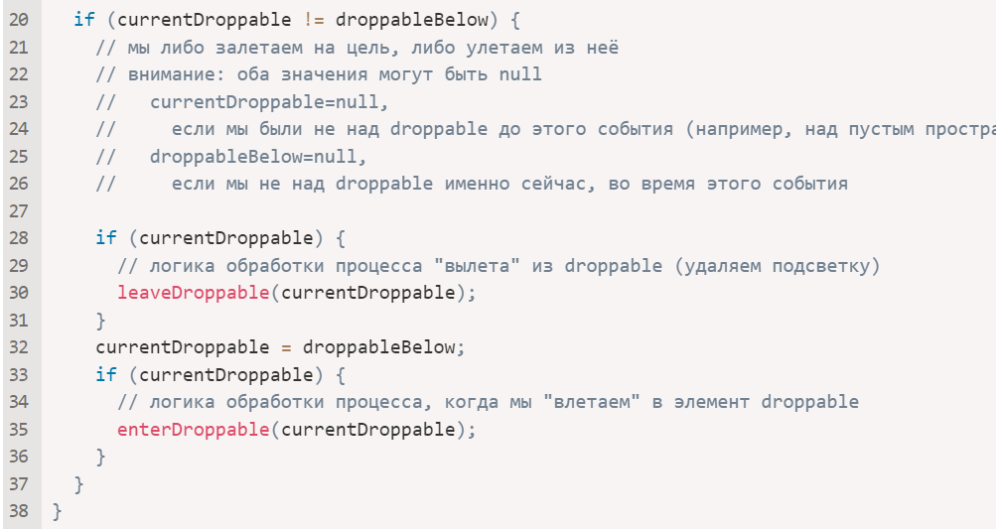 20 if (currentDroppable != droppableBelow) {
21 // мы либо залетаем на цель, либо улетаем из неё
22 // внимание: оба значения могут быть null
23 //   currentDroppable=null,
24 //     если мы были не над droppable до этого события (например, над пустым
25 //   droppableBelow=null,
26 //     если мы не над droppable именно сейчас, во время этого события
27
28 if (currentDroppable) {
29 // логика обработки процесса "вылета" из droppable (удаляем подсветку)
30 leaveDroppable(currentDroppable);
31 }
32 currentDroppable = droppableBelow;
33 if (currentDroppable) {
34 // логика обработки процесса, когда мы "влетаем" в элемент droppable
35 enterDroppable(currentDroppable);
36 }
37 }
38 }